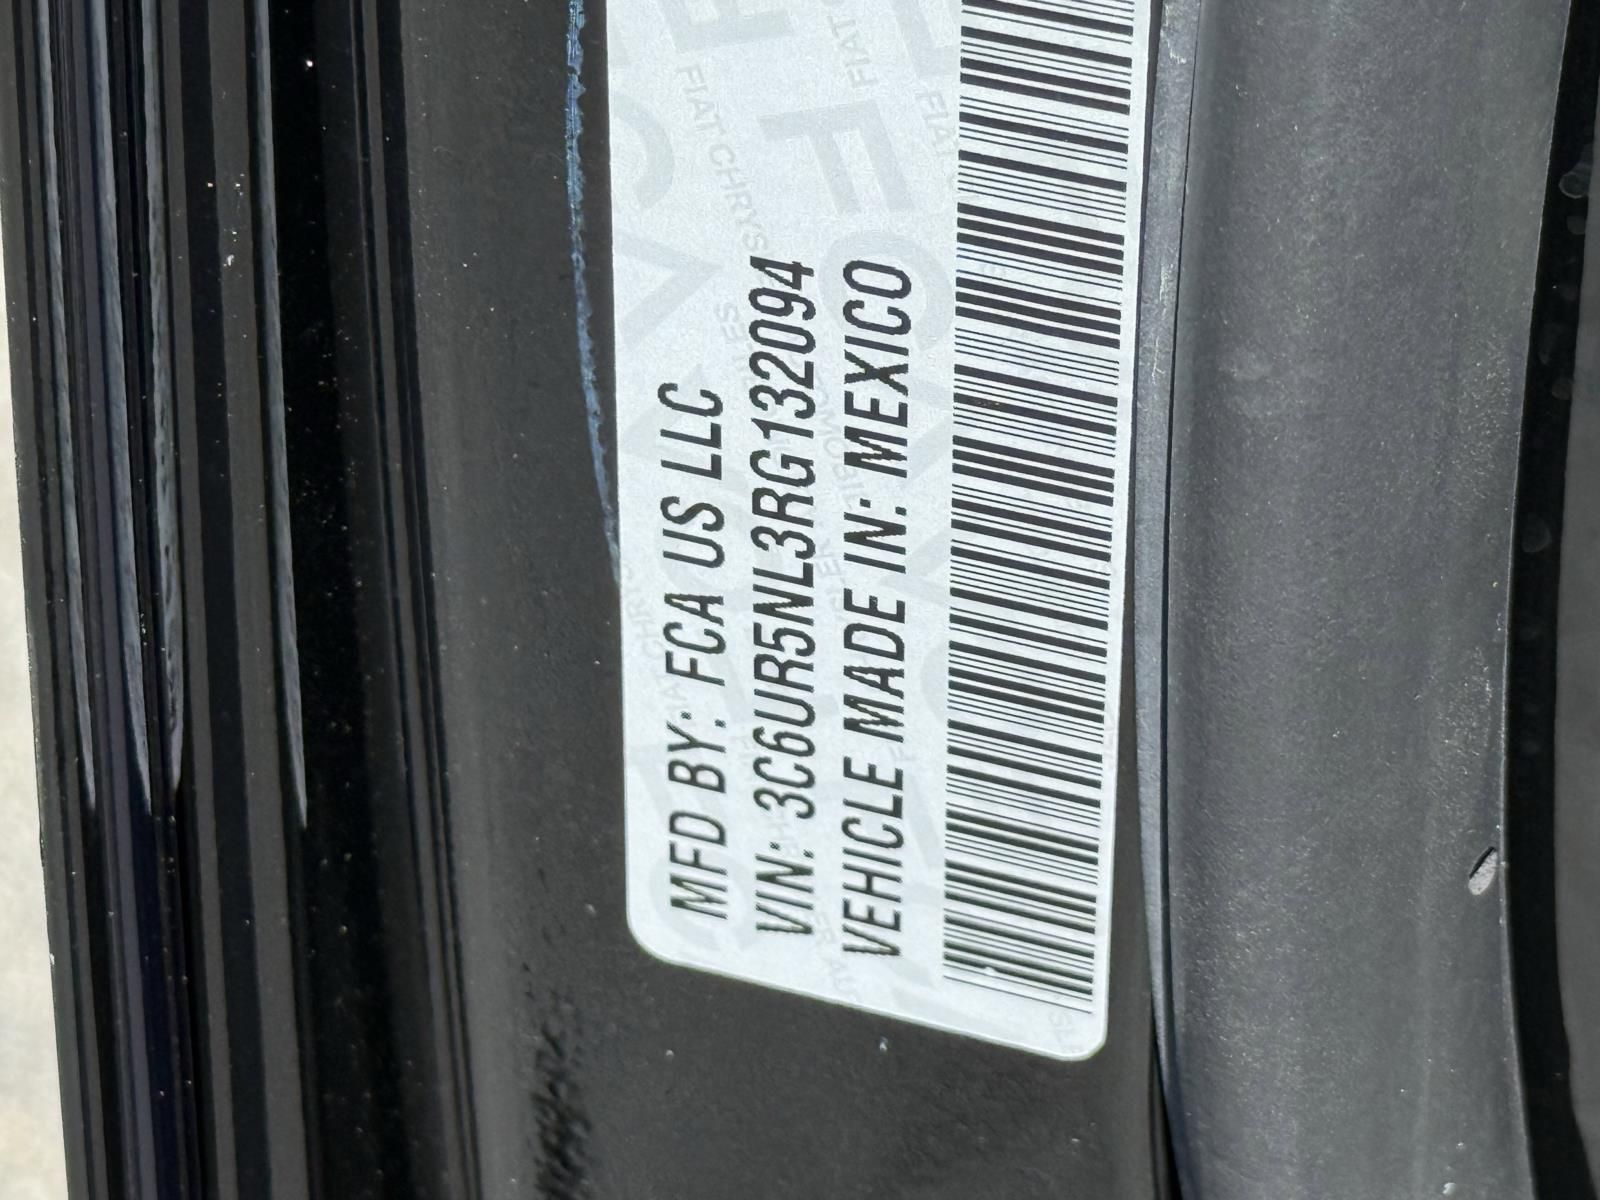 MFD BY: FCA US LLC
VIN: 3C6UR5NL3RG132094
VEHICLE MADE IN: MEXICO